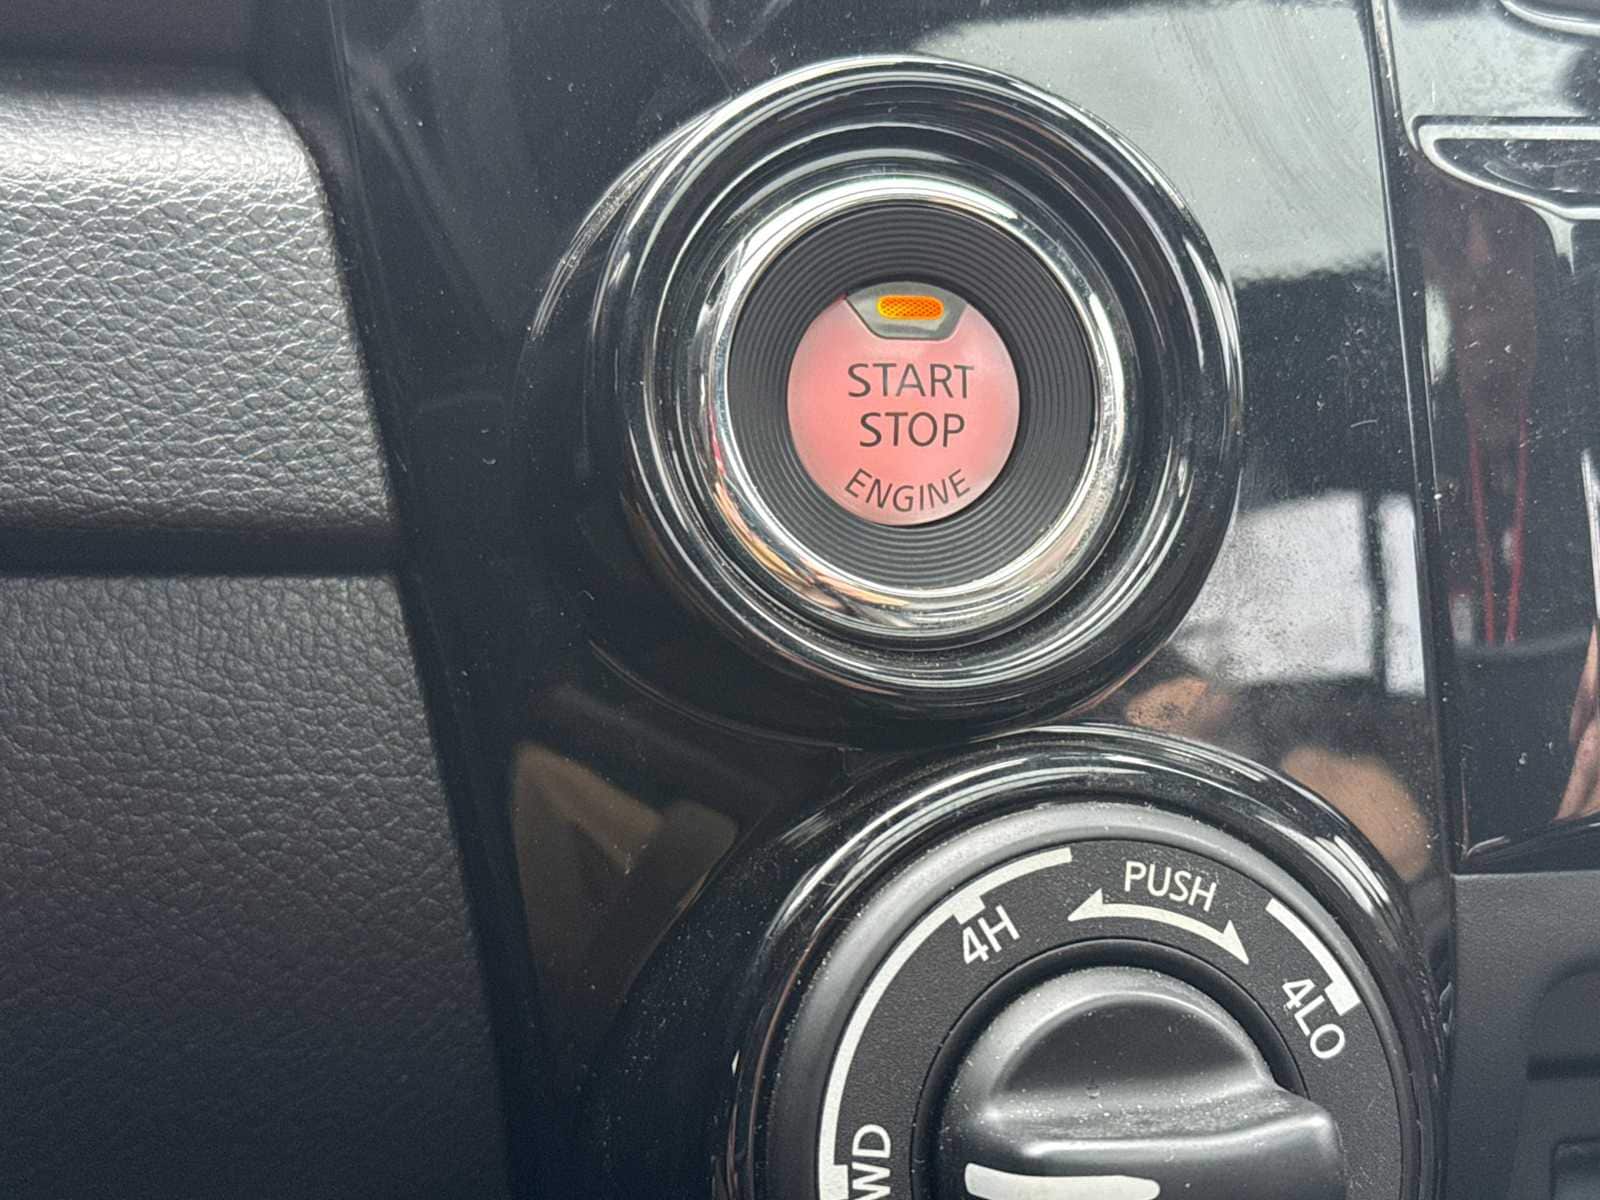 START
STOP
ENGINE
PUSH
4H
4LO
WD